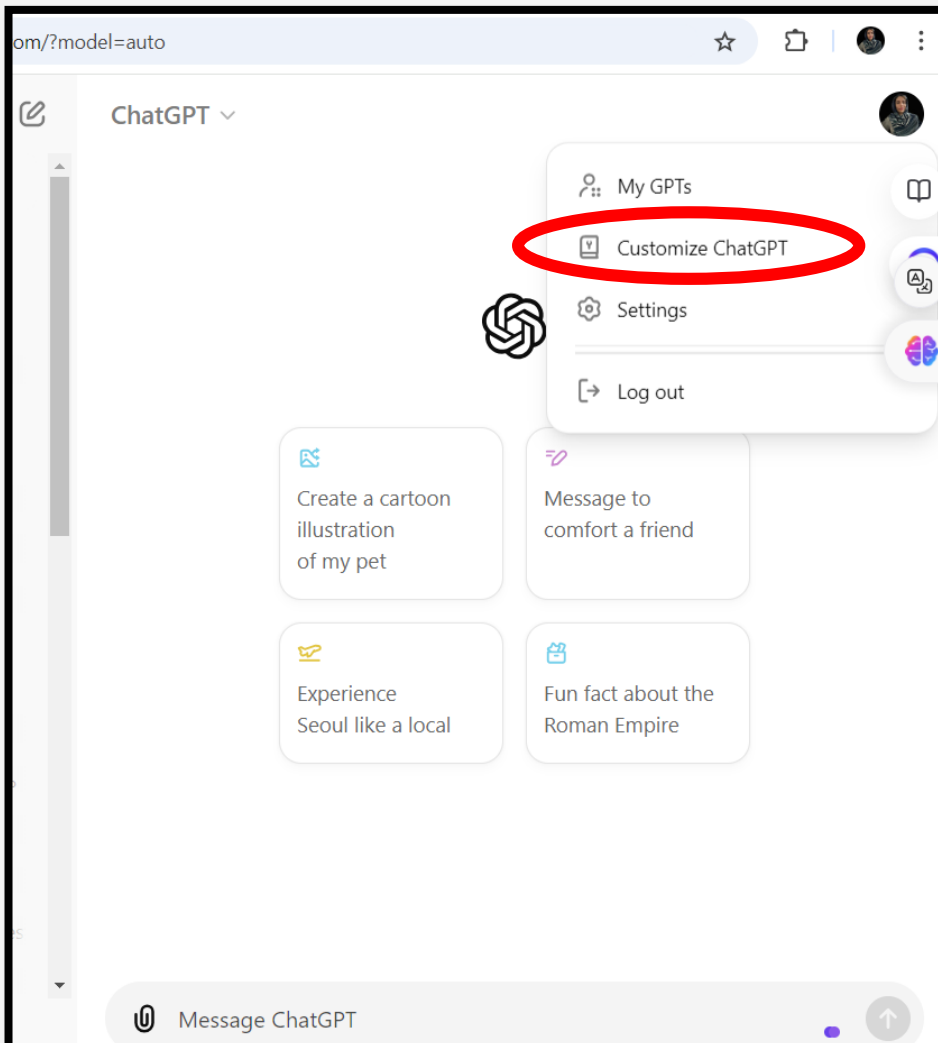 om/?model=auto
ChatGPT
My GPTs
Customize ChatGPT
Settings
Log out
Create a cartoon
illustration
of my pet
Message to
comfort a friend
Experience
Seoul like a local
Fun fact about the
Roman Empire
es
Message ChatGPT